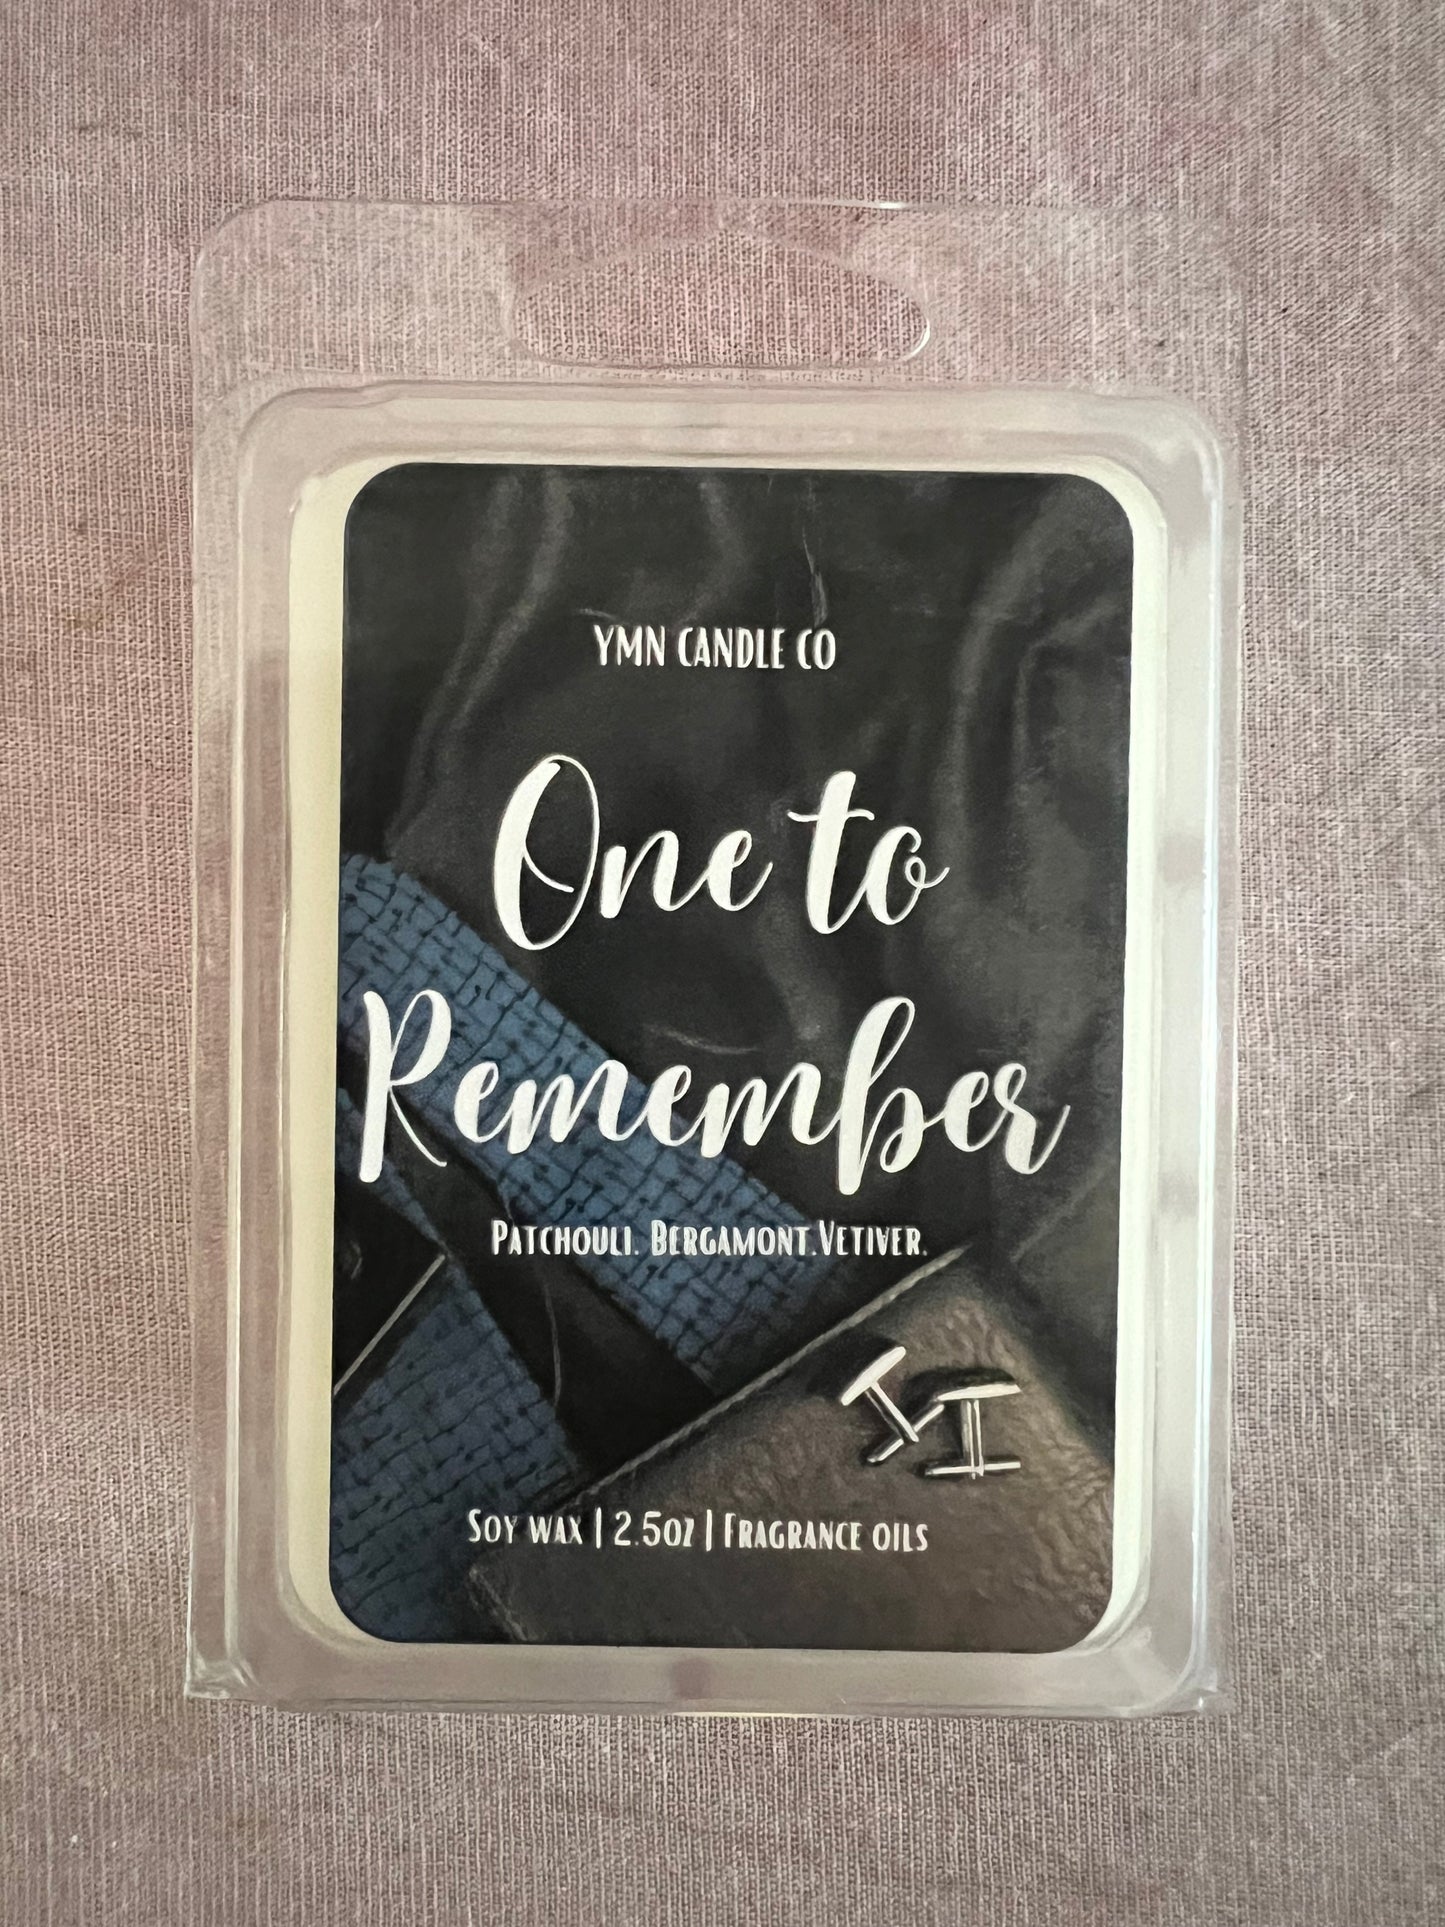 YMN CANDLE CO
One to
Remember
Patchouli. Bergamont.Vetiver.
Soy wax | 2.5oz | Fragrance oils